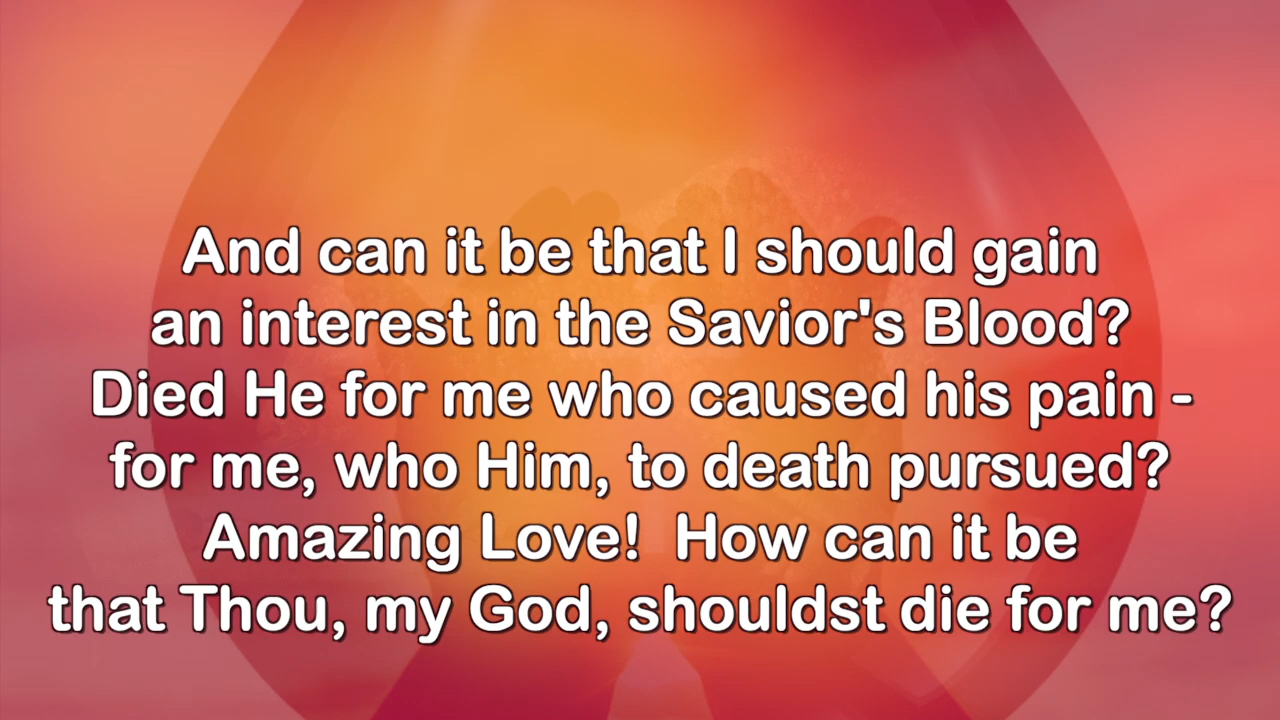 And can it be that I should gain
an interest in the Savior's Blood?
Died He for me who caused his pain -
for me, who Him, to death pursued?
Amazing Love!  How can it be
that Thou, my God, shouldst die for me?